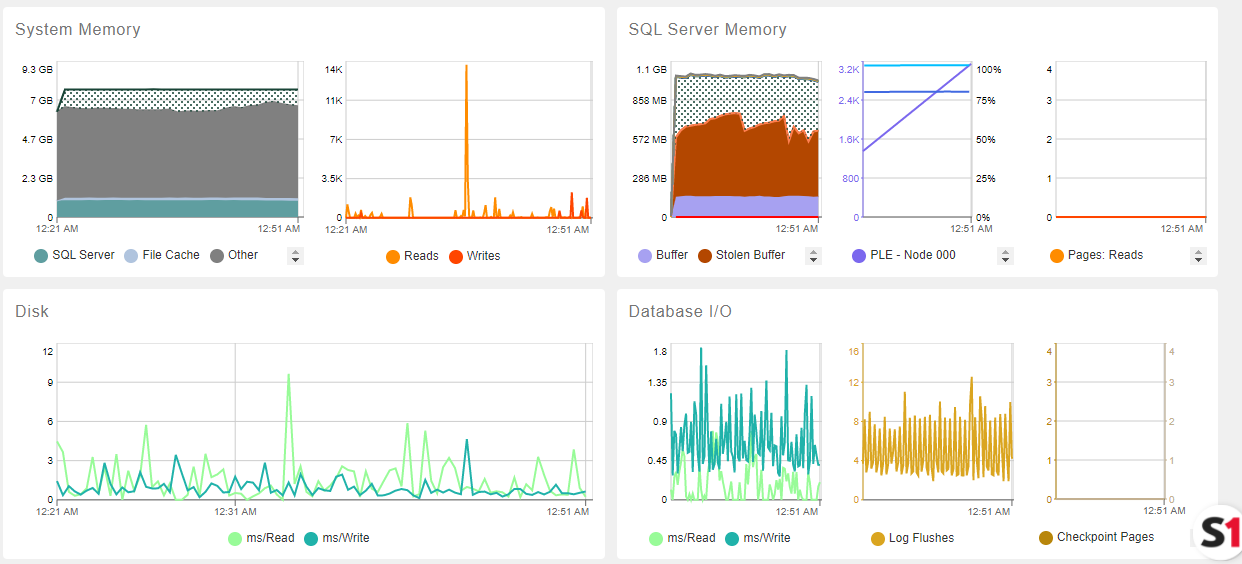 System Memory
9.3 GB
7 GB
4.7 GB
2.3 GB
0
12:21 AM 12:51 AM
SQL Server File Cache Other
14K
11K
7K
3.5K
0
12:21 AM 12:51 AM
Reads Writes
SQL Server Memory
1.1 GB
858 MB
572 MB
286 MB
0
12:51 AM
Buffer Stolen Buffer
3.2K 100%
2.4K 75%
1.6K 50%
800 25%
0 0%
12:51 AM
PLE - Node 000
4
3
2
1
0
12:51 AM
Pages: Reads
Disk
12
9
6
3
0
12:21 AM 12:31 AM 12:51 AM
ms/Read ms/Write
Database I/O
1.8
1.35
0.9
0.45
0
12:51 AM
ms/Read ms/Write
16
12
8
4
0
12:51 AM
Log Flushes
4 4
3 3
2 2
1 1
0 0
12:51 AM
Checkpoint Pages
S1